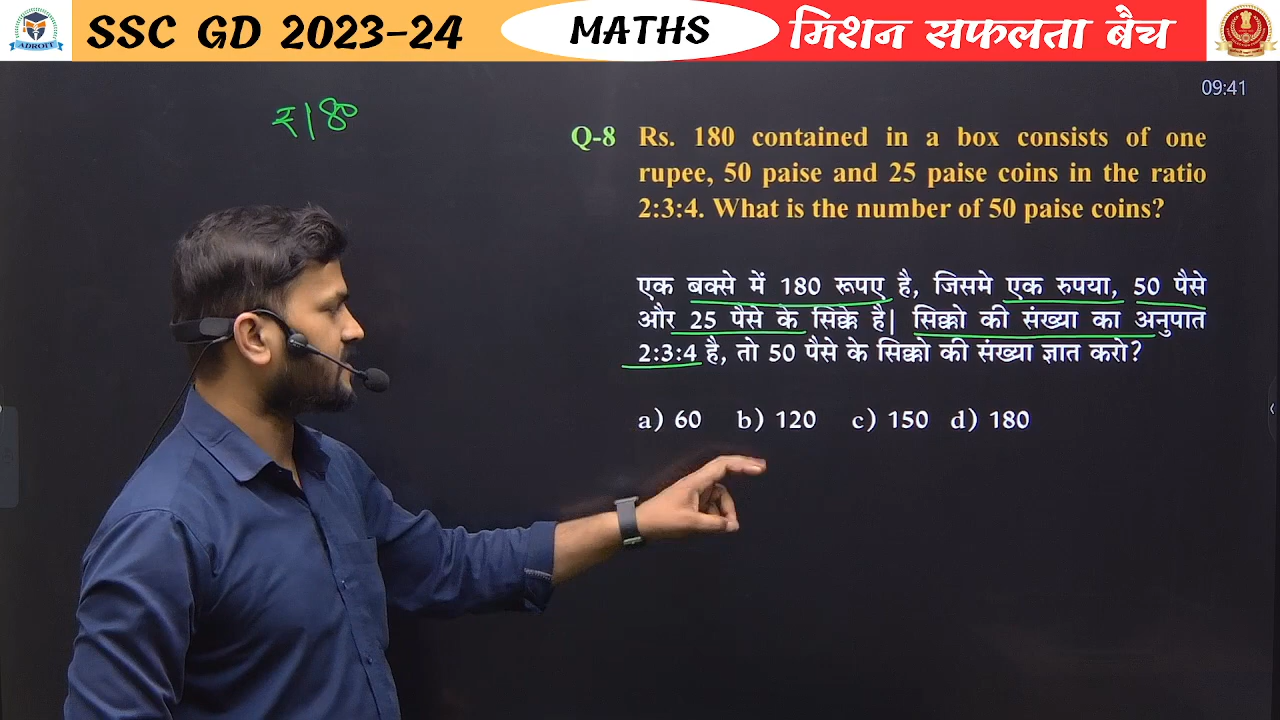 SSC GD 2023-24
MATHS
मिशन सफलता बैच
ADROIT
09:41
₹180
Q-8 Rs. 180 contained in a box consists of one
rupee, 50 paise and 25 paise coins in the ratio
2:3:4. What is the number of 50 paise coins?
एक बक्से में 180 रूपए है, जिसमे एक रुपया, 50 पैसे
और 25 पैसे के सिक्के है| सिक्को की संख्या का अनुपात
2:3:4 है, तो 50 पैसे के सिक्को की संख्या ज्ञात करो?
a) 60 b) 120 c) 150 d) 180